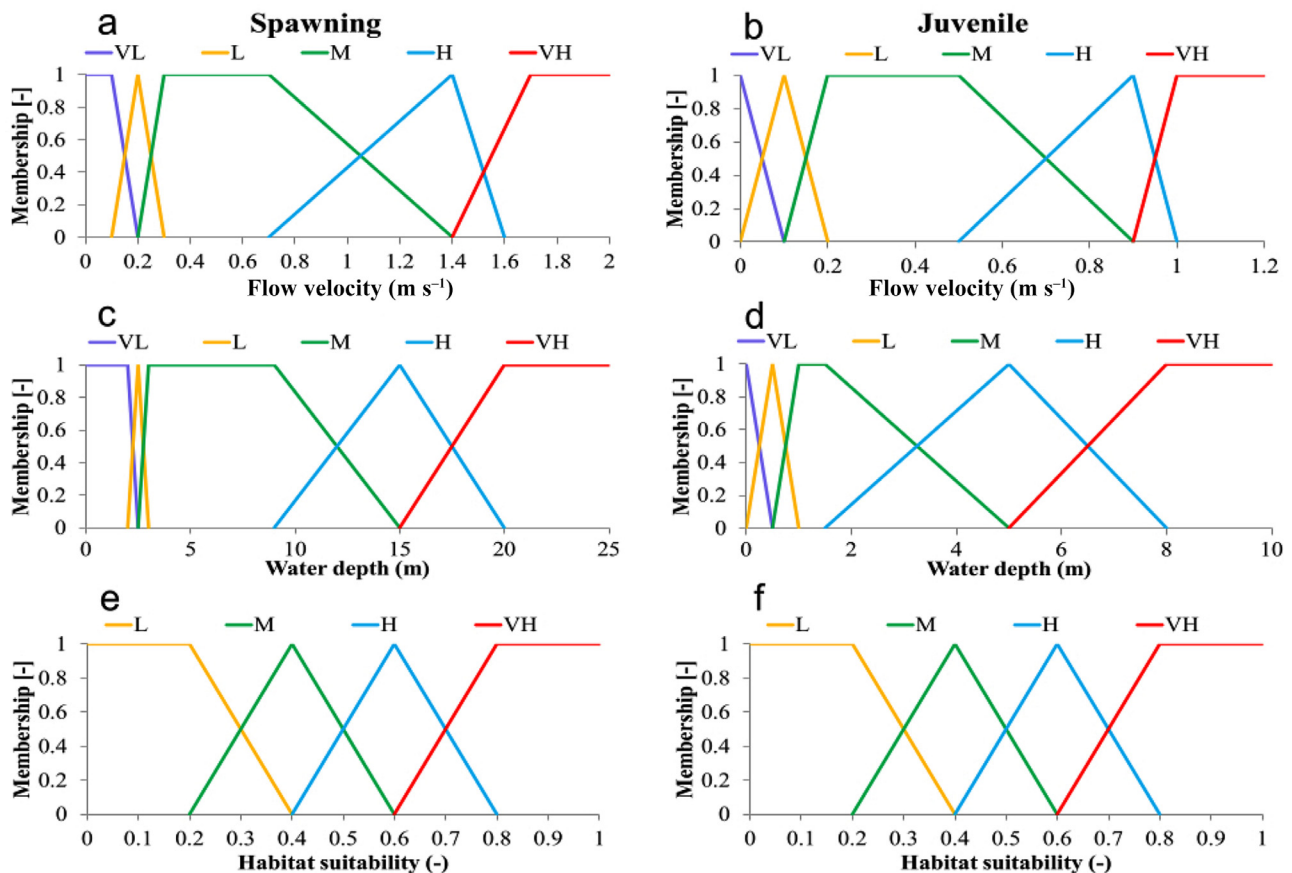 a Spawning
VL L M H VH
Membership [-]
1
0.8
0.6
0.4
0.2
0
0 0.2 0.4 0.6 0.8 1 1.2 1.4 1.6 1.8 2
Flow velocity (m s⁻¹)
b Juvenile
VL L M H VH
Membership [-]
1
0.8
0.6
0.4
0.2
0
0 0.2 0.4 0.6 0.8 1 1.2
Flow velocity (m s⁻¹)
c
VL L M H VH
Membership [-]
1
0.8
0.6
0.4
0.2
0
0 5 10 15 20 25
Water depth (m)
d
VL L M H VH
Membership [-]
1
0.8
0.6
0.4
0.2
0
0 2 4 6 8 10
Water depth (m)
e
L M H VH
Membership [-]
1
0.8
0.6
0.4
0.2
0
0 0.1 0.2 0.3 0.4 0.5 0.6 0.7 0.8 0.9 1
Habitat suitability (-)
f
L M H VH
Membership [-]
1
0.8
0.6
0.4
0.2
0
0 0.1 0.2 0.3 0.4 0.5 0.6 0.7 0.8 0.9 1
Habitat suitability (-)